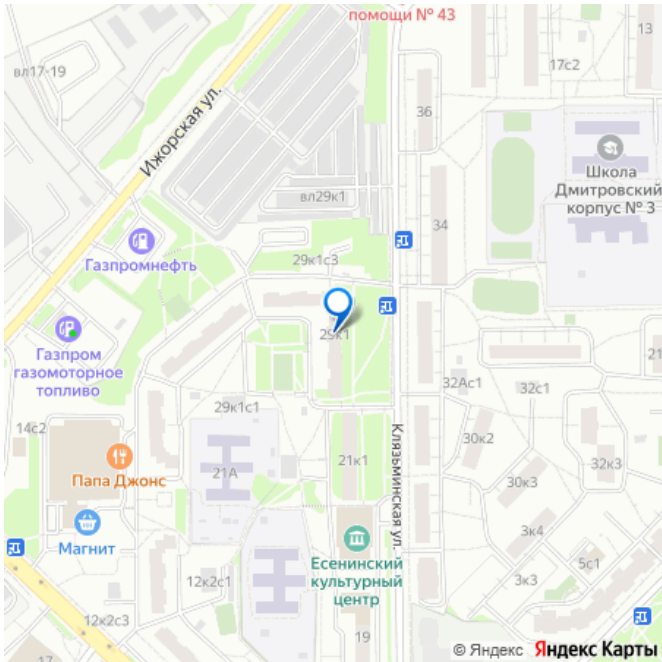 помощи № 43
13
вл17-19
17с2
Ижорская ул.
36
Школа
Дмитровский
корпус № 3
вл29к1
34
Газпромнефть
29к1с3
29к1
Газпром
газомоторное
топливо
21
32Ас1
32с1
29к1с1
14с2
30к2
Клязьминская ул.
21к1
32к3
21А
Папа Джонс
30к3
Магнит
3к4
Есенинский
культурный
центр
12к2с1
3к3
5с1
12к2с3
19
17
© Яндекс Яндекс Карты